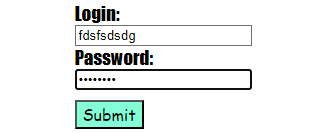 Login:
fdsfsdsdg
Password:
••••••••
Submit